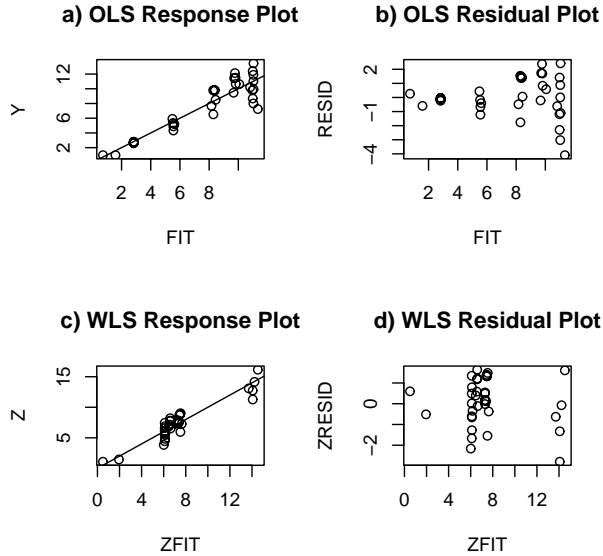 a) OLS Response Plot
Y
2 6 12
2 4 6 8
FIT
b) OLS Residual Plot
RESID
−4 −1 2
2 4 6 8
FIT
c) WLS Response Plot
Z
5 15
0 4 8 12
ZFIT
d) WLS Residual Plot
ZRESID
−2 0
0 4 8 12
ZFIT